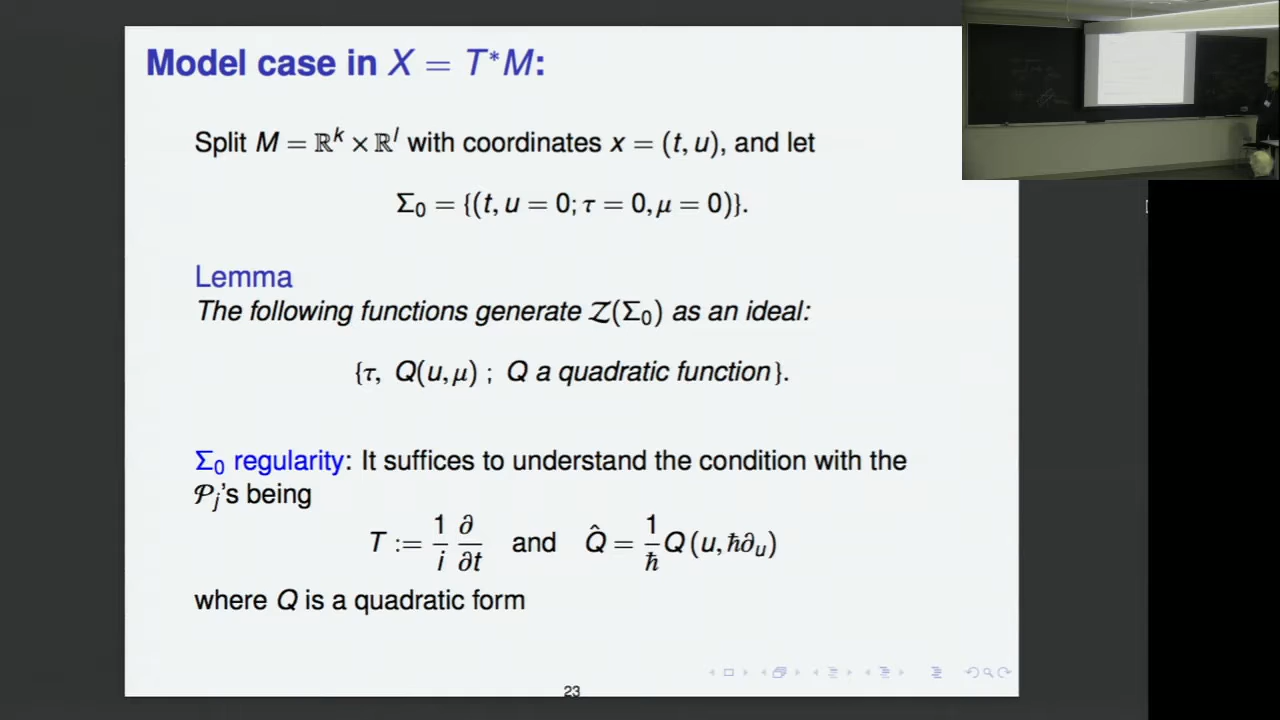 Model case in X = T*M:
Split M = ℝᵏ × ℝˡ with coordinates x = (t, u), and let
Σ₀ = {(t, u = 0; τ = 0, μ = 0)}.
Lemma
The following functions generate 𝓘(Σ₀) as an ideal:
{τ, Q(u, μ) ; Q a quadratic function}.
Σ₀ regularity: It suffices to understand the condition with the
𝒫ⱼ's being
T := 1/i ∂/∂t and Q̂ = 1/ħ Q (u, ħ∂ᵤ)
where Q is a quadratic form
23